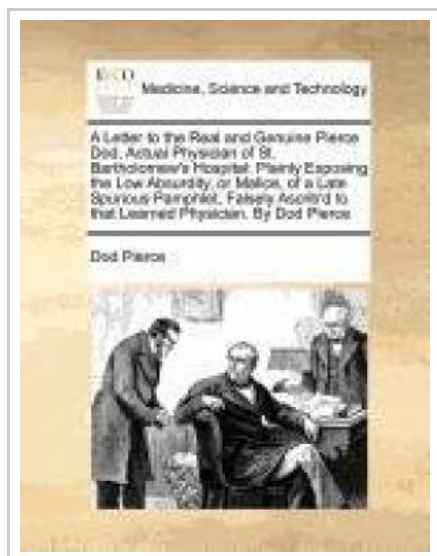 ECCO
Medicine, Science and Technology
A Letter to the Real and Genuine Pierce
Dod, Actual Physician of St.
Bartholomew's Hospital: Plainly Exposing
the Low Absurdity, or Malice, of a Late
Spurious Pamphlet, Falsely Ascrib'd to
that Learned Physician. By Dod Pierce
Dod Pierce